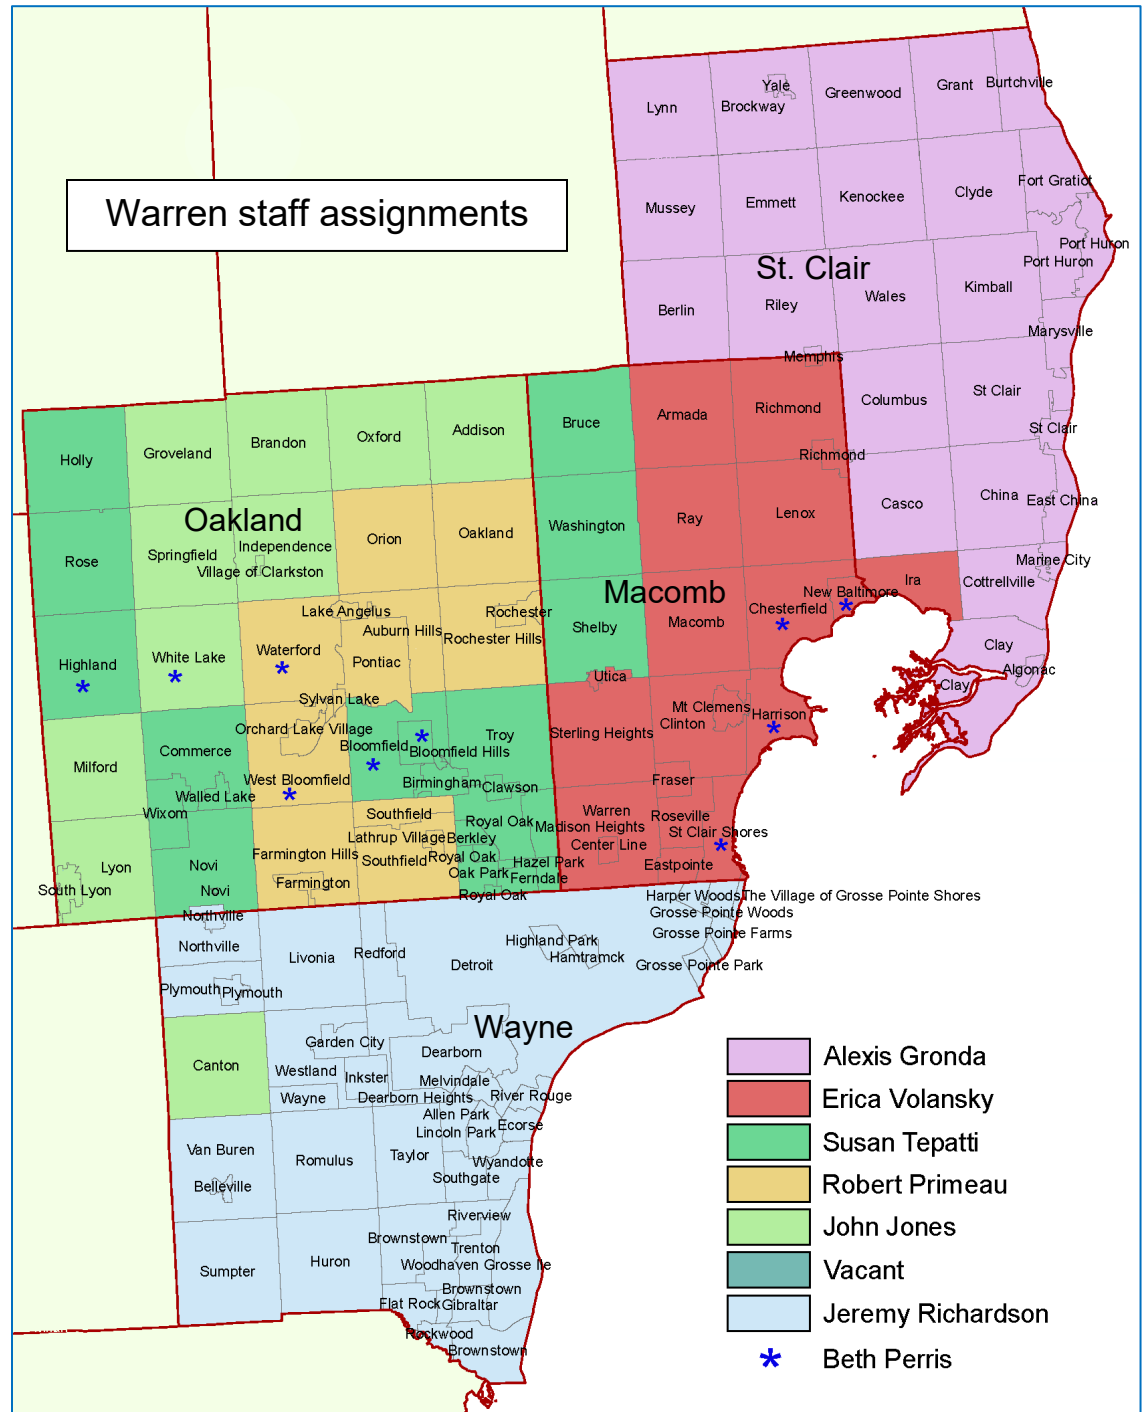 Warren staff assignments
Lynn
Yale
Brockway
Greenwood
Grant
Burtchville
Mussey
Emmett
Kenockee
Clyde
Fort Gratiot
Port Huron
Port Huron
St. Clair
Berlin
Riley
Wales
Kimball
Marysville
Memphis
Columbus
St Clair
St Clair
Casco
China
East China
Marine City
Ira
Cottrellville
Clay
Algonac
Clay
Holly
Groveland
Brandon
Oxford
Addison
Oakland
Rose
Springfield
Independence
Village of Clarkston
Orion
Oakland
Highland
*
White Lake
*
Waterford
*
Lake Angelus
Auburn Hills
Pontiac
Rochester
Rochester Hills
Sylvan Lake
Milford
Commerce
Orchard Lake Village
West Bloomfield
*
Bloomfield
*
*
Bloomfield Hills
Troy
Birmingham
Clawson
Walled Lake
Wixom
Lyon
South Lyon
Novi
Novi
Farmington Hills
Farmington
Southfield
Lathrup Village
Southfield
Berkley
Royal Oak
Royal Oak
Madison Heights
Oak Park
Hazel Park
Ferndale
Royal Oak
Bruce
Armada
Richmond
Richmond
Washington
Ray
Lenox
Macomb
Shelby
Macomb
Chesterfield
*
New Baltimore
*
Utica
Sterling Heights
Mt Clemens
Clinton
Harrison
*
Fraser
Warren
Roseville
St Clair Shores
*
Center Line
Eastpointe
Northville
Northville
Livonia
Redford
Detroit
Highland Park
Hamtramck
Harper Woods
The Village of Grosse Pointe Shores
Grosse Pointe Woods
Grosse Pointe Farms
Grosse Pointe Park
Plymouth
Plymouth
Wayne
Canton
Garden City
Westland
Inkster
Wayne
Dearborn
Melvindale
Dearborn Heights
River Rouge
Allen Park
Lincoln Park
Ecorse
Van Buren
Belleville
Romulus
Taylor
Wyandotte
Southgate
Riverview
Sumpter
Huron
Brownstown
Trenton
Woodhaven
Grosse Ile
Brownstown
Flat Rock
Gibraltar
Rockwood
Brownstown
Alexis Gronda
Erica Volansky
Susan Tepatti
Robert Primeau
John Jones
Vacant
Jeremy Richardson
* Beth Perris